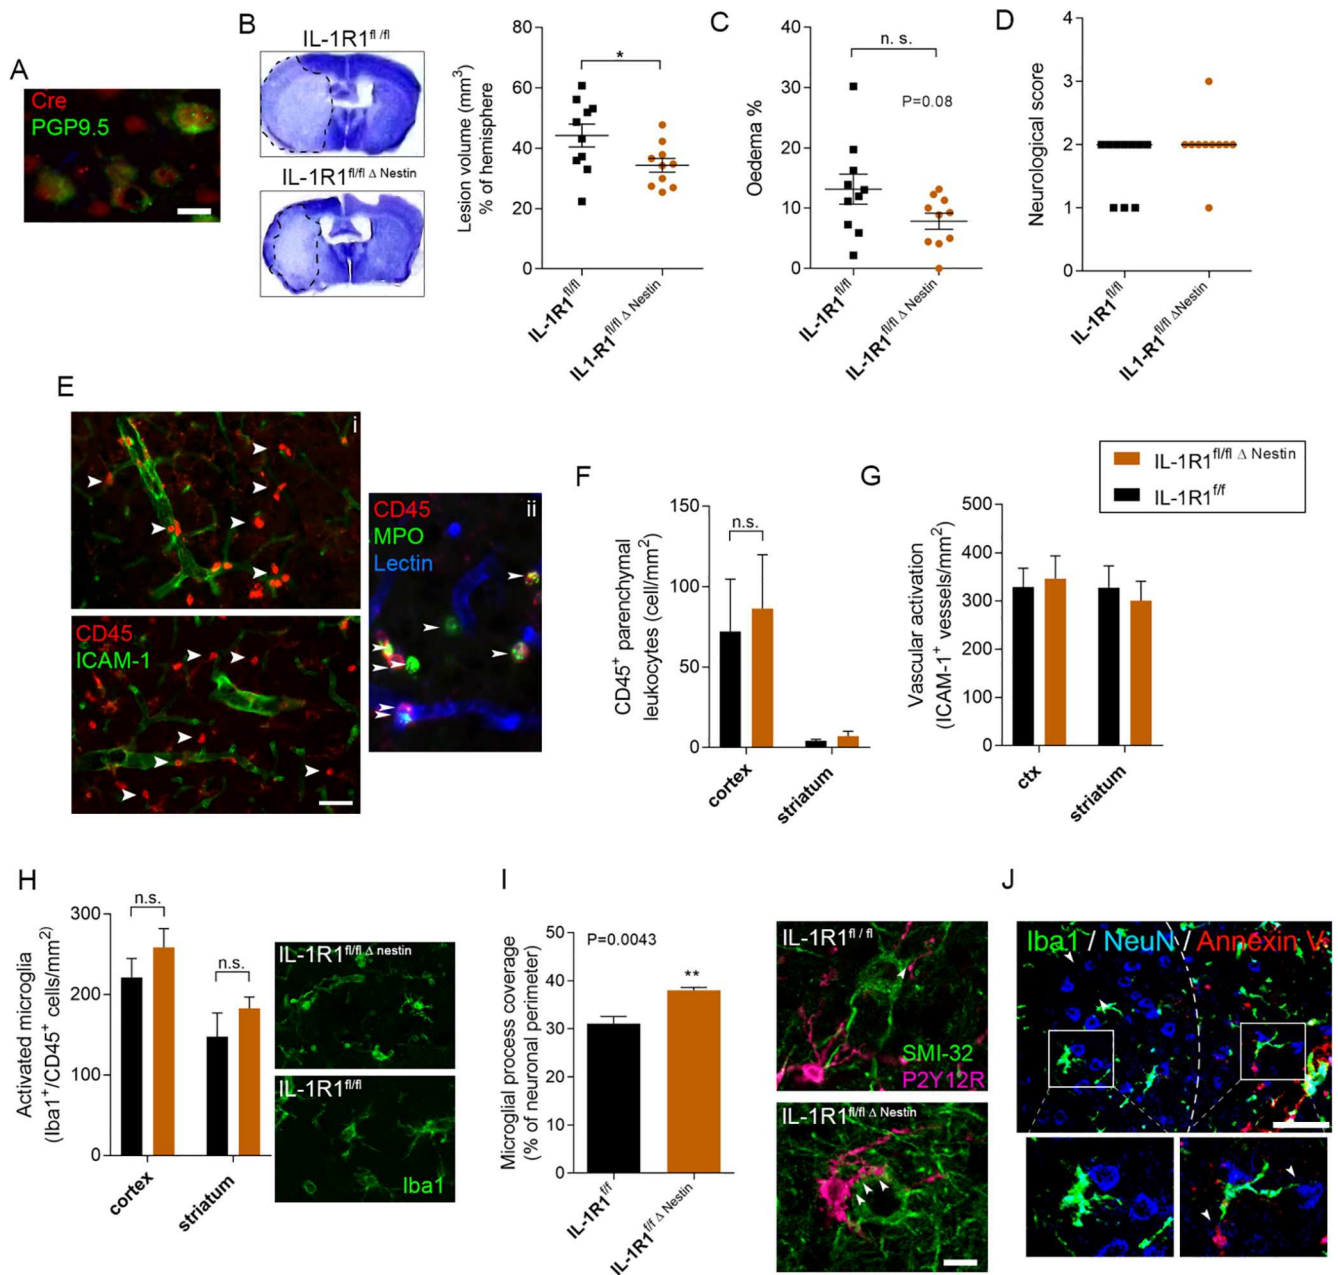 A
Cre
PGP9.5
B
IL-1R1fl /fl
IL-1R1fl/fl Δ Nestin
Lesion volume (mm3)
% of hemisphere
80
60
40
20
0
*
IL-1R1fl/fl
IL1-R1fl/fl Δ Nestin
C
Oedema %
40
30
20
10
0
n. s.
P=0.08
IL-1R1fl/fl
IL-1R1fl/fl Δ Nestin
D
Neurological score
4
3
2
1
0
IL-1R1fl/fl
IL1-R1fl/fl ΔNestin
E
i
CD45
ICAM-1
ii
CD45
MPO
Lectin
F
CD45+ parenchymal
leukocytes (cell/mm2)
150
100
50
0
n.s.
cortex
striatum
G
IL-1R1fl/fl Δ Nestin
IL-1R1f/f
Vascular activation
(ICAM-1+ vessels/mm2)
500
400
300
200
100
0
ctx
striatum
H
Activated microglia
(Iba1+/CD45+ cells/mm2)
300
200
100
0
n.s.
n.s.
cortex
striatum
IL-1R1fl/fl Δ nestin
IL-1R1fl/fl
Iba1
I
Microglial process coverage
(% of neuronal perimeter)
50
40
30
20
10
0
P=0.0043
**
IL-1R1f/f
IL-1R1f/f Δ Nestin
IL-1R1fl / fl
SMI-32
P2Y12R
IL-1R1fl/fl Δ Nestin
J
Iba1 / NeuN / Annexin V